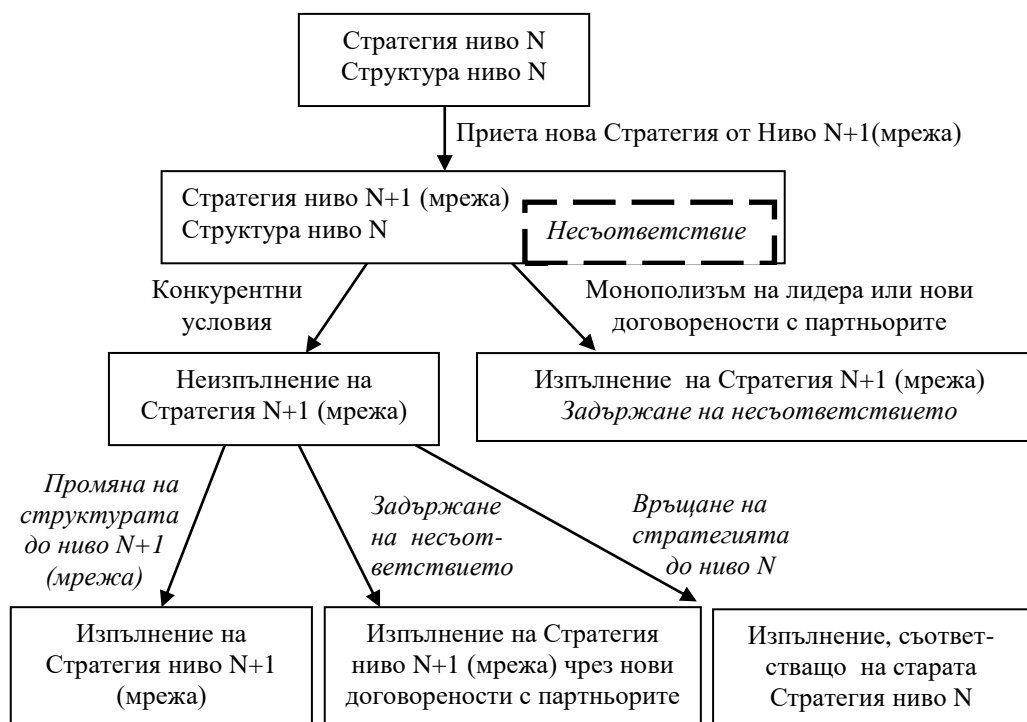 Стратегия ниво N
Структура ниво N
Приета нова Стратегия от Ниво N+1(мрежа)
Стратегия ниво N+1 (мрежа)
Структура ниво N
Несъответствие
Конкурентни
условия
Монополизъм на лидера или нови
договорености с партньорите
Неизпълнение на
Стратегия N+1 (мрежа)
Изпълнение на Стратегия N+1 (мрежа)
Задържане на несъответствието
Промяна на
структурата
до ниво N+1
(мрежа)
Задържане
на несъот-
ветствието
Връщане на
стратегията
до ниво N
Изпълнение на
Стратегия ниво N+1
(мрежа)
Изпълнение на Стратегия
ниво N+1 (мрежа) чрез нови
договорености с партньорите
Изпълнение, съответ-
стващо на старата
Стратегия ниво N